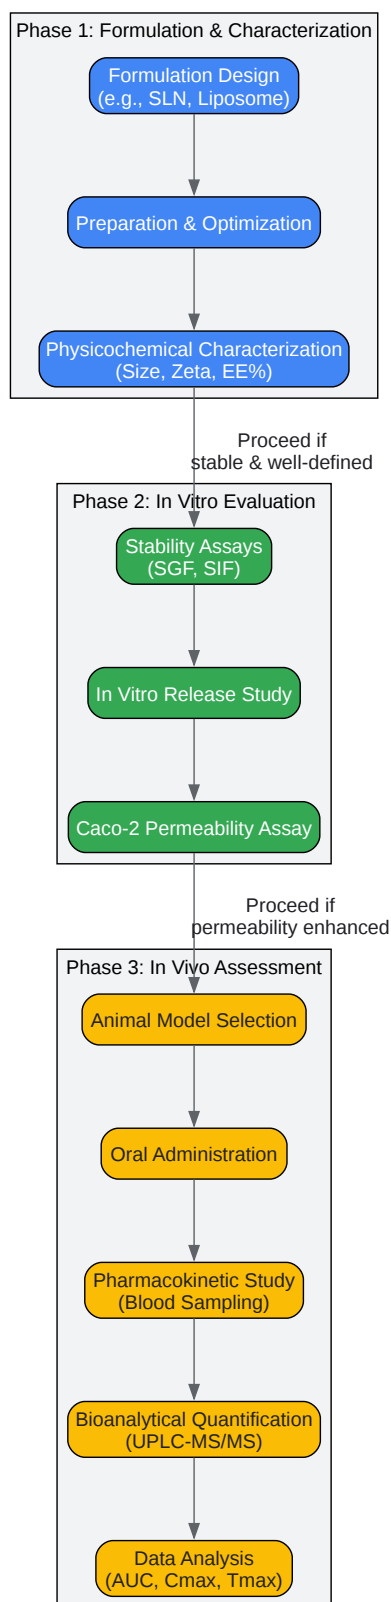 Phase 1: Formulation & Characterization
Formulation Design
(e.g., SLN, Liposome)
Preparation & Optimization
Physicochemical Characterization
(Size, Zeta, EE%)
Proceed if
stable & well-defined
Phase 2: In Vitro Evaluation
Stability Assays
(SGF, SIF)
In Vitro Release Study
Caco-2 Permeability Assay
Proceed if
permeability enhanced
Phase 3: In Vivo Assessment
Animal Model Selection
Oral Administration
Pharmacokinetic Study
(Blood Sampling)
Bioanalytical Quantification
(UPLC-MS/MS)
Data Analysis
(AUC, Cmax, Tmax)